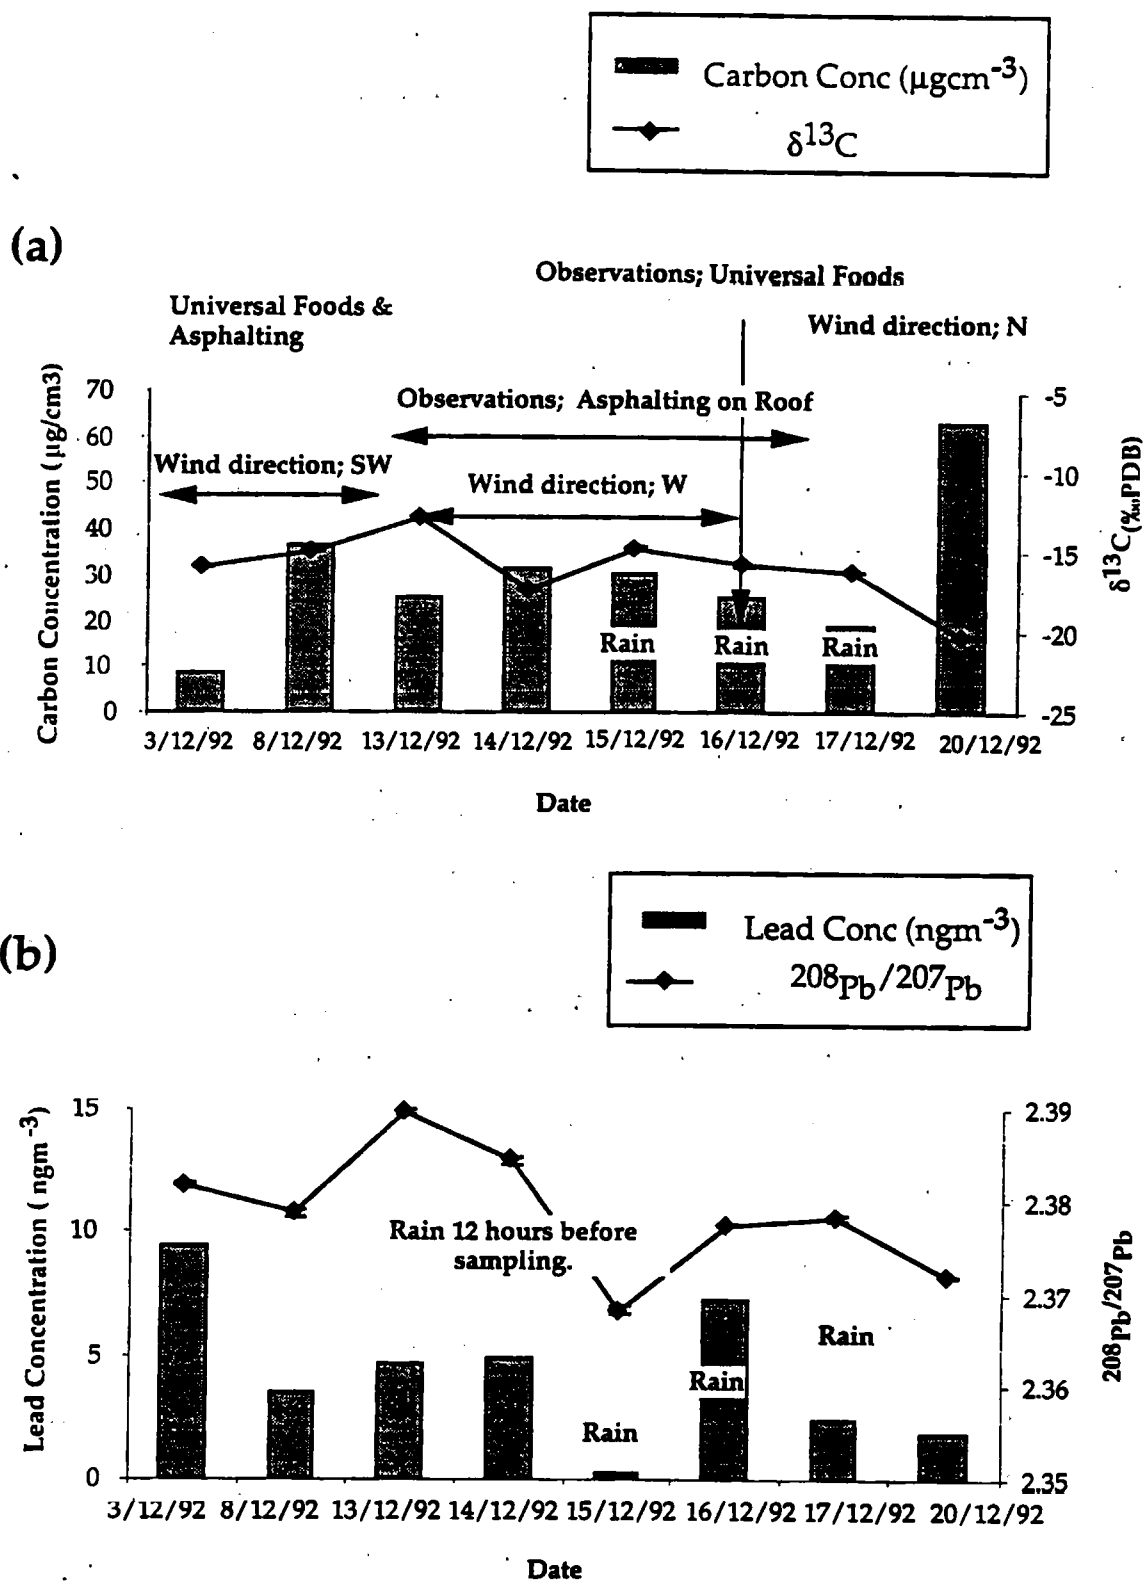 Carbon Conc (μgcm-3)
δ13C
(a)
Observations; Universal Foods
Universal Foods &
Asphalting
Wind direction; N
Observations; Asphalting on Roof
Wind direction; SW
Wind direction; W
Carbon Concentration (μg/cm3)
70
60
50
40
30
20
10
0
-5
-10
-15
-20
-25
δ13C(‰,PDB)
Rain
Rain
Rain
3/12/92 8/12/92 13/12/92 14/12/92 15/12/92 16/12/92 17/12/92 20/12/92
Date
Lead Conc (ngm-3)
208Pb/207Pb
(b)
Lead Concentration ( ngm-3)
15
10
5
0
2.39
2.38
2.37
2.36
2.35
208Pb/207Pb
Rain 12 hours before
sampling.
Rain
Rain
Rain
3/12/92 8/12/92 13/12/92 14/12/92 15/12/92 16/12/92 17/12/92 20/12/92
Date